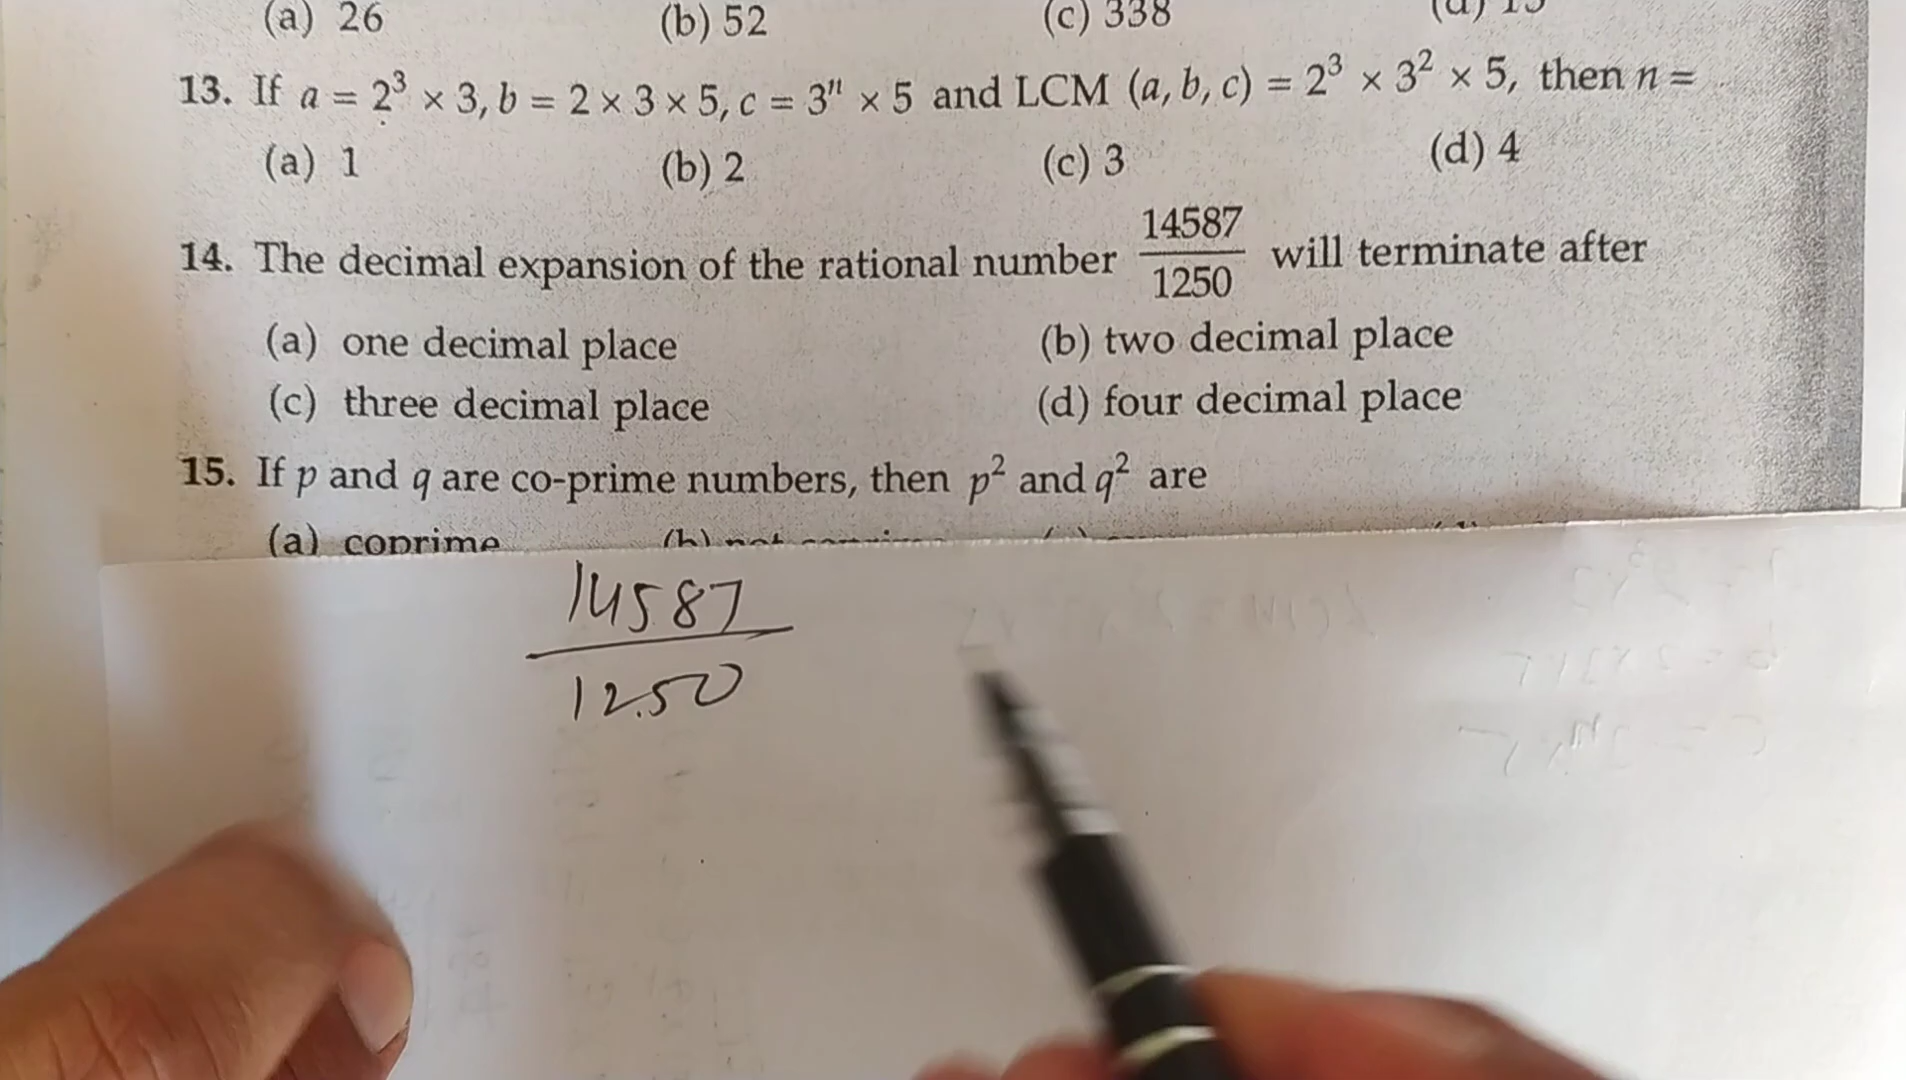 (a) 26 (b) 52 (c) 338
13. If a = 2³ × 3, b = 2 × 3 × 5, c = 3ⁿ × 5 and LCM (a, b, c) = 2³ × 3² × 5, then n =
(a) 1 (b) 2 (c) 3 (d) 4
14. The decimal expansion of the rational number 14587/1250 will terminate after
(a) one decimal place (b) two decimal place
(c) three decimal place (d) four decimal place
15. If p and q are co-prime numbers, then p² and q² are
(a) coprime (b) not
14587
1250